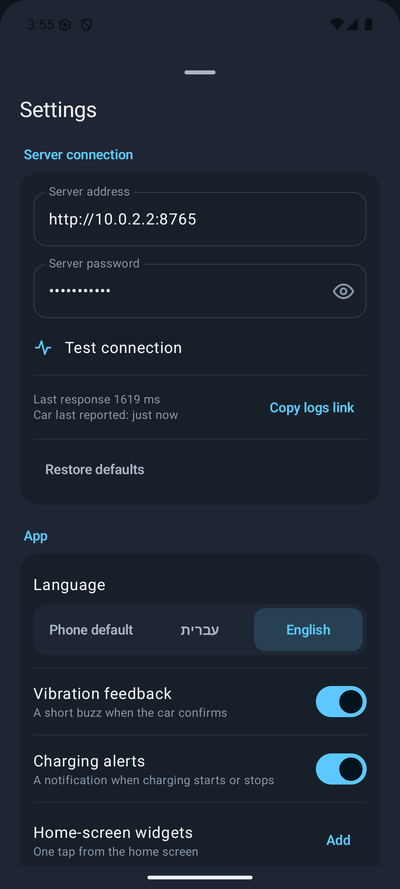 3:55
Settings
Server connection
Server address
http://10.0.2.2:8765
Server password
•••••••••••
Test connection
Last response 1619 ms
Car last reported: just now
Copy logs link
Restore defaults
App
Language
Phone default
עברית
English
Vibration feedback
A short buzz when the car confirms
Charging alerts
A notification when charging starts or stops
Home-screen widgets
One tap from the home screen
Add